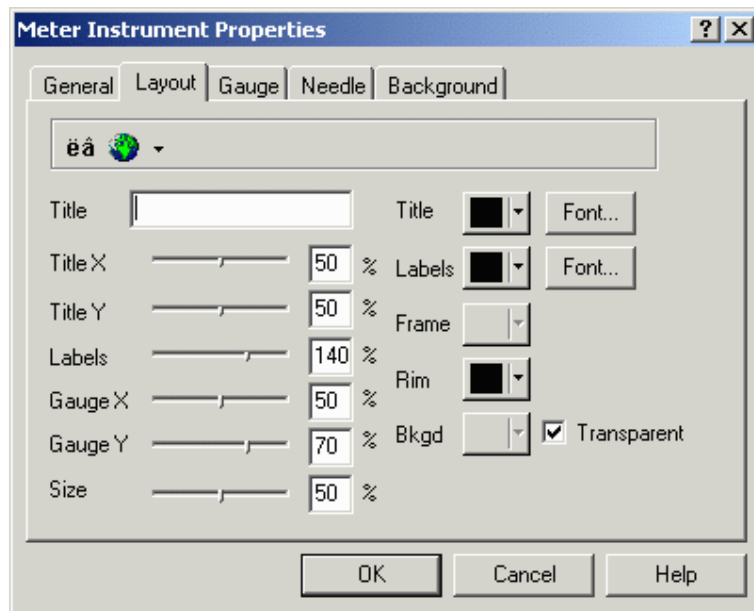 Meter Instrument Properties
General Layout Gauge Needle Background
ëâ
Title Title Font...
Title X 50 % Labels Font...
Title Y 50 % Frame
Labels 140 % Rim
Gauge X 50 %
Gauge Y 70 % Bkgd Transparent
Size 50 %
OK Cancel Help